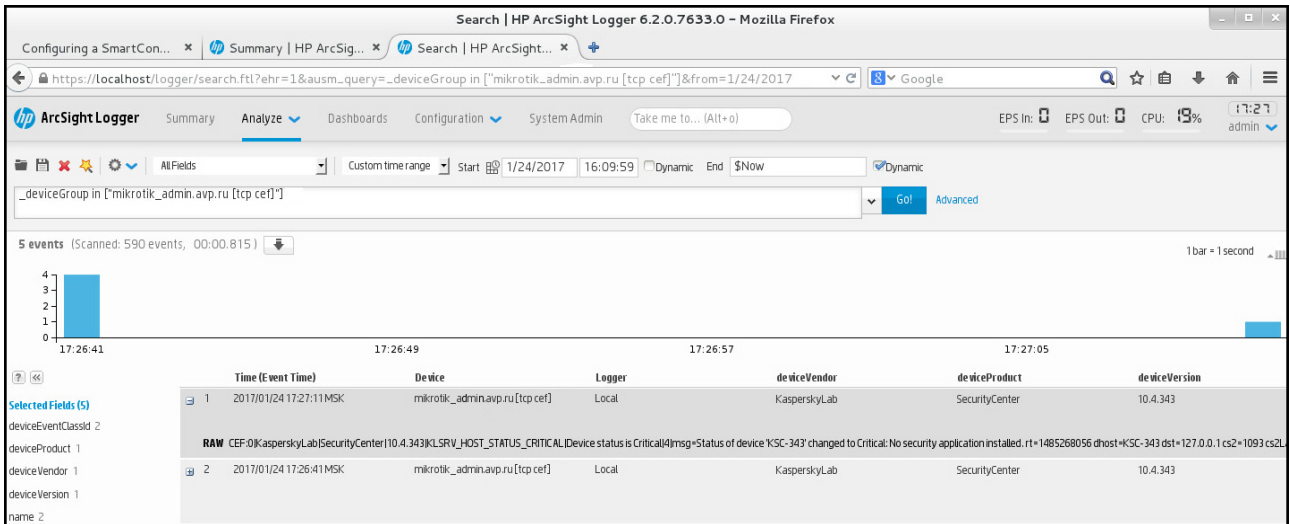 Search | HP ArcSight Logger 6.2.0.7633.0 - Mozilla Firefox
Configuring a SmartCon... × Summary | HP ArcSig... × Search | HP ArcSight... ×
https://localhost/logger/search.ftl?ehr=1&ausm_query=_deviceGroup in ["mikrotik_admin.avp.ru [tcp cef]"]&from=1/24/2017 Google
hp ArcSight Logger Summary Analyze Dashboards Configuration System Admin Take me to... (Alt+o) EPS In: 0 EPS Out: 0 CPU: 19% 17:27
admin
All Fields Custom time range Start 1/24/2017 16:09:59 Dynamic End $Now Dynamic
_deviceGroup in ["mikrotik_admin.avp.ru [tcp cef]"] Go! Advanced
5 events (Scanned: 590 events, 00:00.815) 1 bar = 1 second
4
3
2
1
0
17:26:41 17:26:49 17:26:57 17:27:05
? « Time (Event Time) Device Logger deviceVendor deviceProduct deviceVersion
Selected Fields (5) 1 2017/01/24 17:27:11 MSK mikrotik_admin.avp.ru [tcp cef] Local KasperskyLab SecurityCenter 10.4.343
deviceEventClassId 2
RAW CEF:0|KasperskyLab|SecurityCenter|10.4.343|KLSRV_HOST_STATUS_CRITICAL|Device status is Critical|4|msg=Status of device 'KSC-343' changed to Critical: No security application installed. rt=1485268056 dhost=KSC-343 dst=127.0.0.1 cs2=1093 cs2L
deviceProduct 1
deviceVendor 1 2 2017/01/24 17:26:41 MSK mikrotik_admin.avp.ru [tcp cef] Local KasperskyLab SecurityCenter 10.4.343
deviceVersion 1
name 2